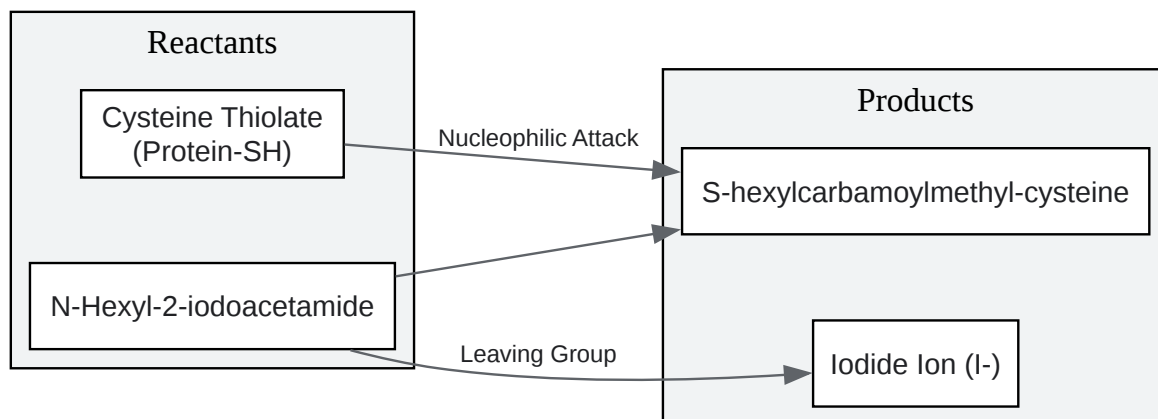 Reactants
Cysteine Thiolate
(Protein-SH)
N-Hexyl-2-iodoacetamide
Nucleophilic Attack
Leaving Group
Products
S-hexylcarbamoylmethyl-cysteine
Iodide Ion (I-)